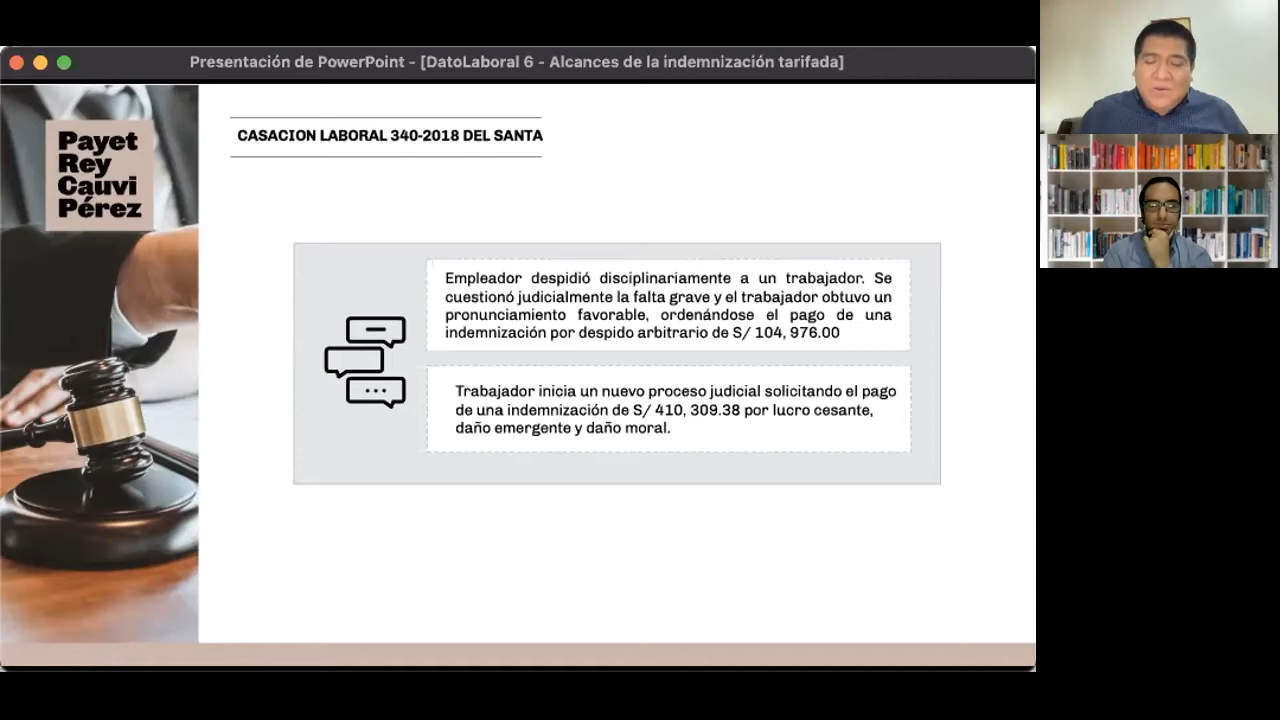 Presentación de PowerPoint - [DatoLaboral 6 - Alcances de la indemnización tarifada]
Payet
Rey
Cauvi
Pérez
CASACION LABORAL 340-2018 DEL SANTA
Empleador despidió disciplinariamente a un trabajador. Se
cuestionó judicialmente la falta grave y el trabajador obtuvo un
pronunciamiento favorable, ordenándose el pago de una
indemnización por despido arbitrario de S/ 104, 976.00
Trabajador inicia un nuevo proceso judicial solicitando el pago
de una indemnización de S/ 410, 309.38 por lucro cesante,
daño emergente y daño moral.